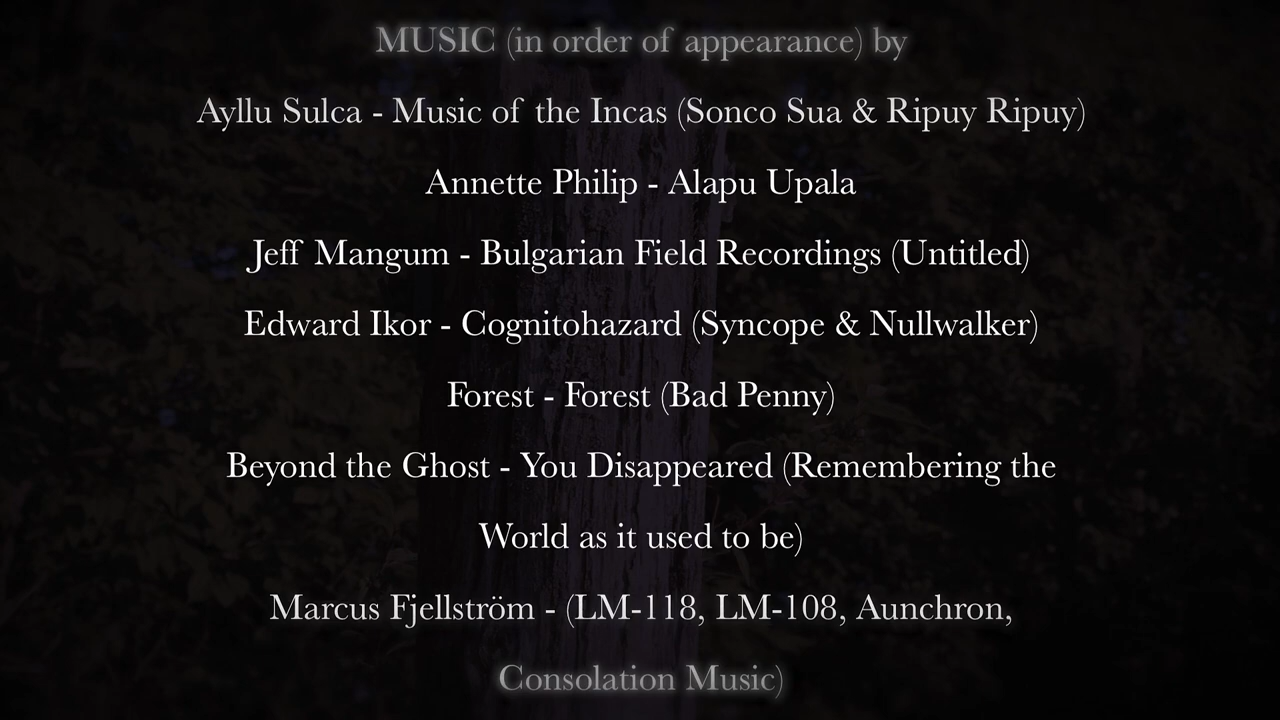 MUSIC (in order of appearance) by
Ayllu Sulca - Music of the Incas (Sonco Sua & Ripuy Ripuy)
Annette Philip - Alapu Upala
Jeff Mangum - Bulgarian Field Recordings (Untitled)
Edward Ikor - Cognitohazard (Syncope & Nullwalker)
Forest - Forest (Bad Penny)
Beyond the Ghost - You Disappeared (Remembering the
World as it used to be)
Marcus Fjellström - (LM-118, LM-108, Aunchron,
Consolation Music)